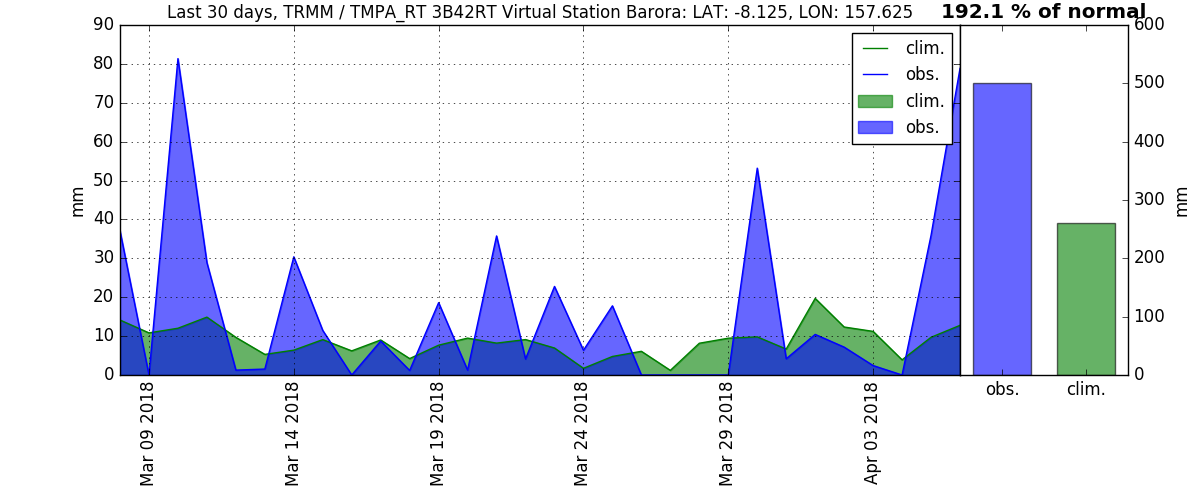 Last 30 days, TRMM / TMPA_RT 3B42RT Virtual Station Barora: LAT: -8.125, LON: 157.625
192.1 % of normal
90
80
70
60
50
40
30
20
10
0
mm
clim.
obs.
clim.
obs.
Mar 09 2018
Mar 14 2018
Mar 19 2018
Mar 24 2018
Mar 29 2018
Apr 03 2018
600
500
400
300
200
100
0
mm
obs.
clim.